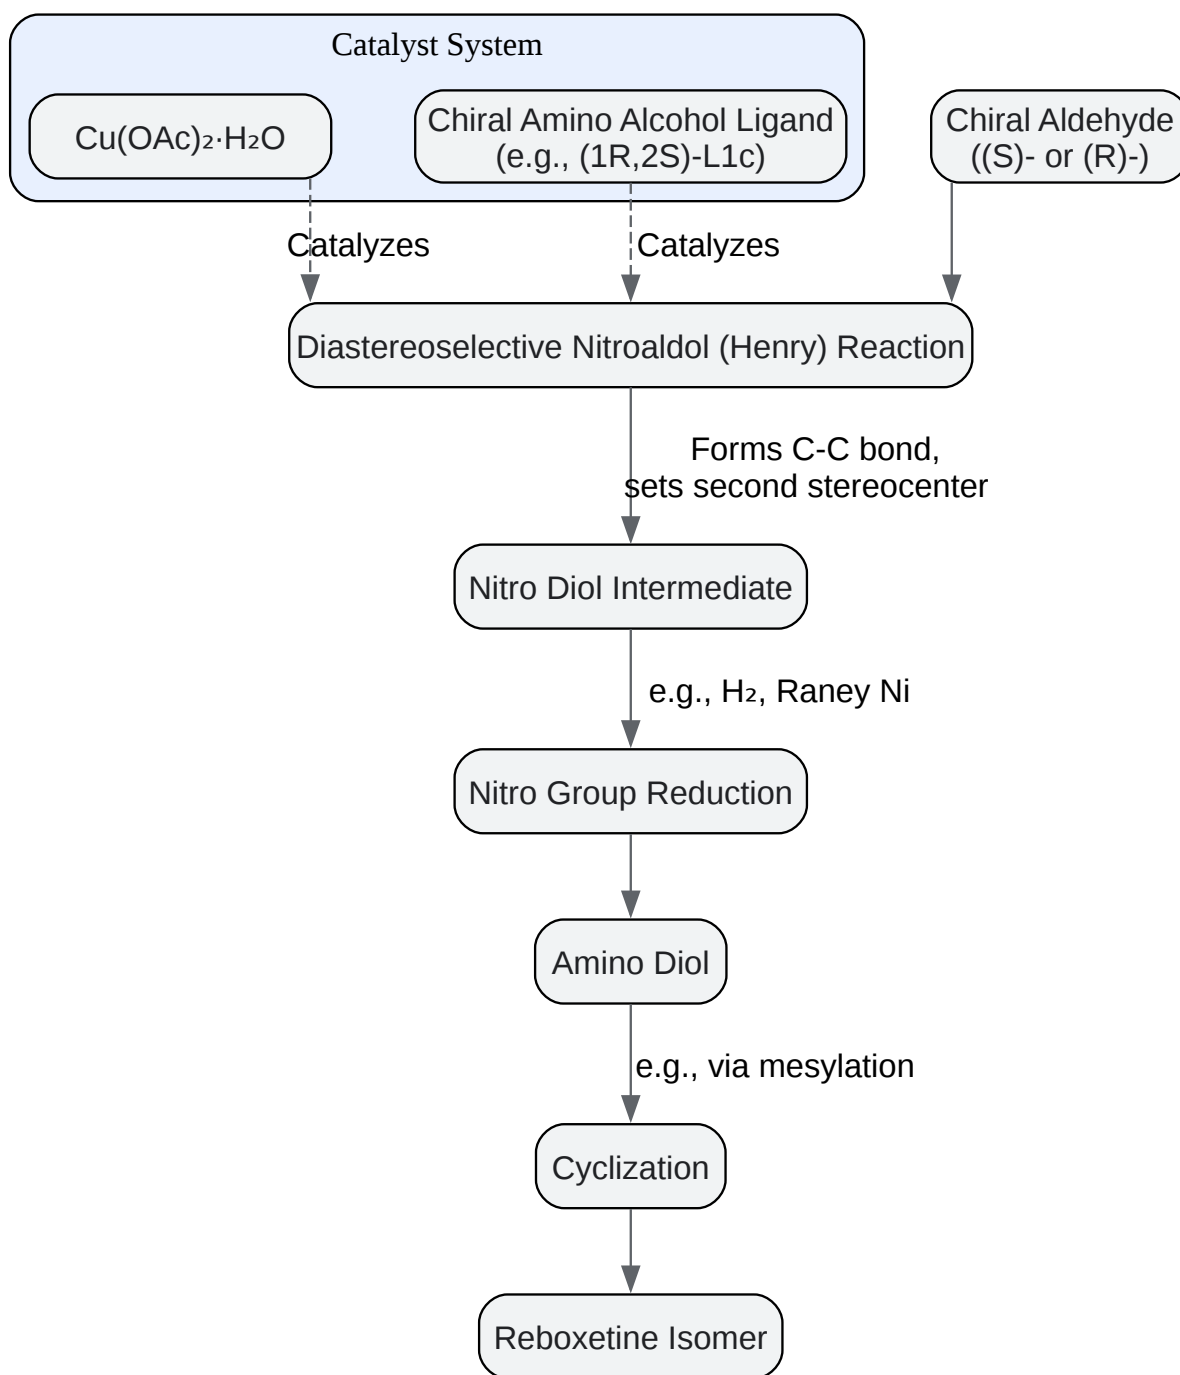 Catalyst System
Cu(OAc)₂·H₂O
Chiral Amino Alcohol Ligand
(e.g., (1R,2S)-L1c)
Chiral Aldehyde
((S)- or (R)-)
Catalyzes
Catalyzes
Diastereoselective Nitroaldol (Henry) Reaction
Forms C-C bond,
sets second stereocenter
Nitro Diol Intermediate
e.g., H₂, Raney Ni
Nitro Group Reduction
Amino Diol
e.g., via mesylation
Cyclization
Reboxetine Isomer